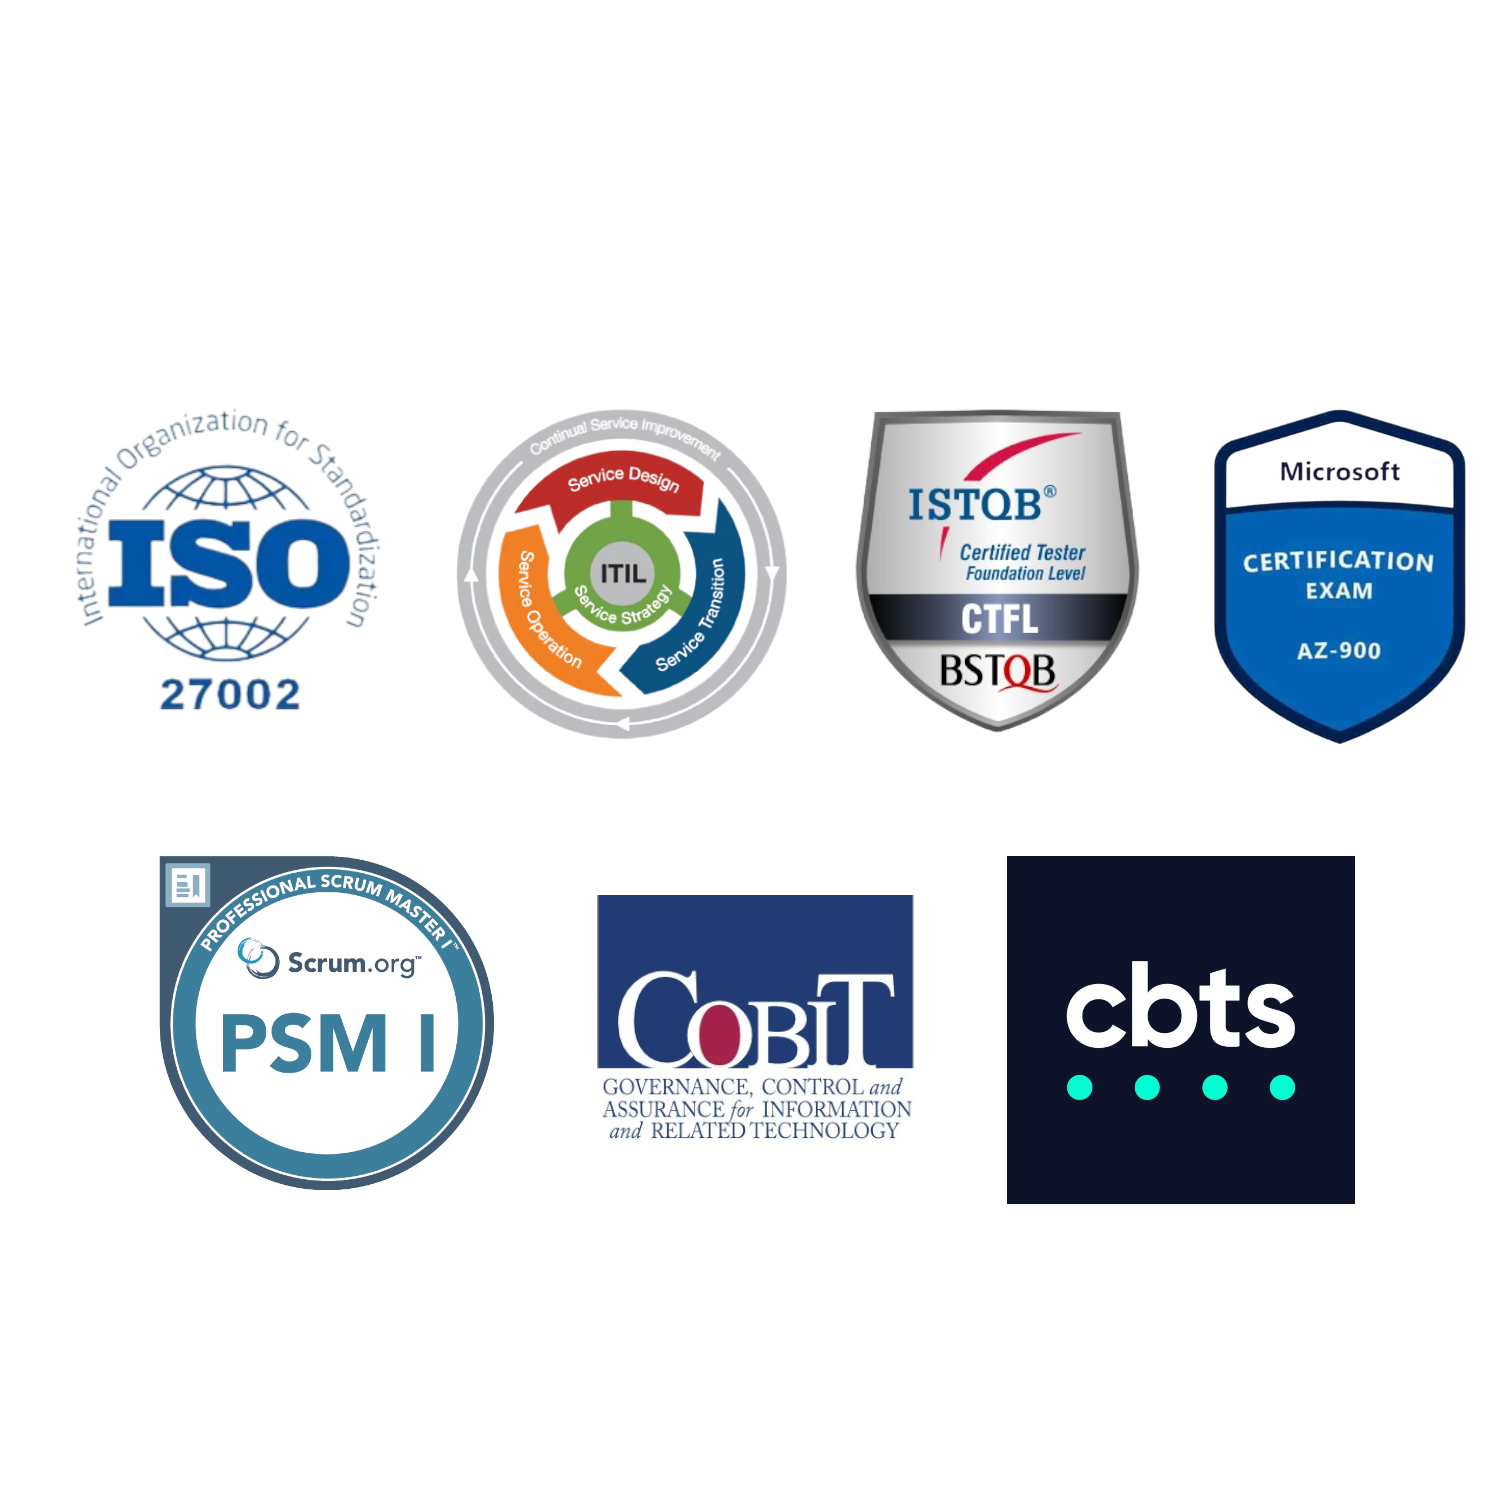 International Organization for Standardization
ISO
27002
Continual Service Improvement
Service Design
ITIL
Service Strategy
Service Operation
Service Transition
ISTQB®
Certified Tester
Foundation Level
CTFL
BSTQB
Microsoft
CERTIFICATION
EXAM
AZ-900
PROFESSIONAL SCRUM MASTER I™
Scrum.org™
PSM I
COBIT
GOVERNANCE, CONTROL and
ASSURANCE for INFORMATION
and RELATED TECHNOLOGY
cbts